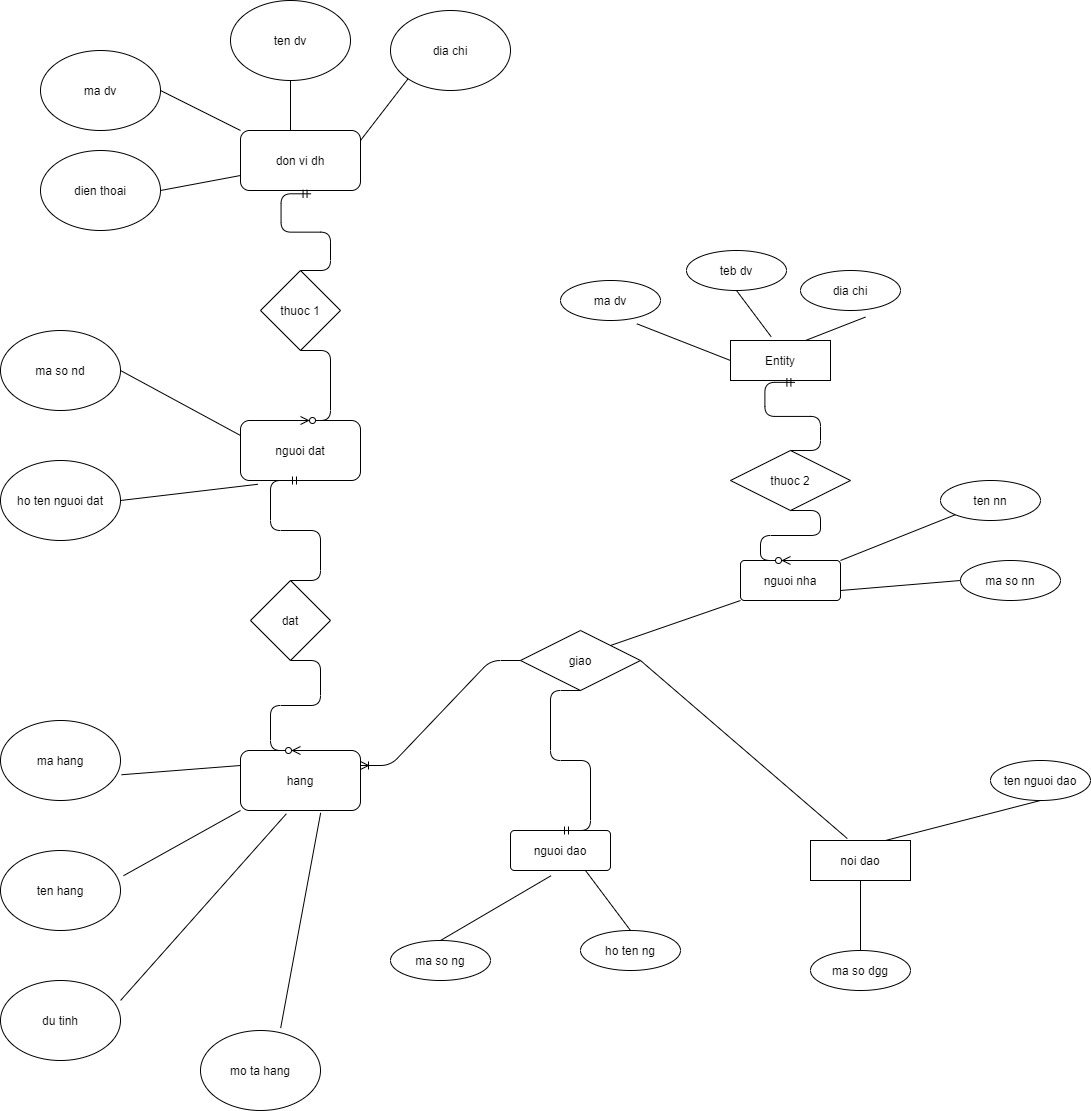 ten dv
dia chi
ma dv
don vi dh
dien thoai
teb dv
dia chi
ma dv
thuoc 1
Entity
ma so nd
nguoi dat
thuoc 2
ho ten nguoi dat
ten nn
nguoi nha
ma so nn
dat
giao
ma hang
hang
ten nguoi dao
nguoi dao
noi dao
ten hang
ho ten ng
ma so ng
ma so dgg
du tinh
mo ta hang